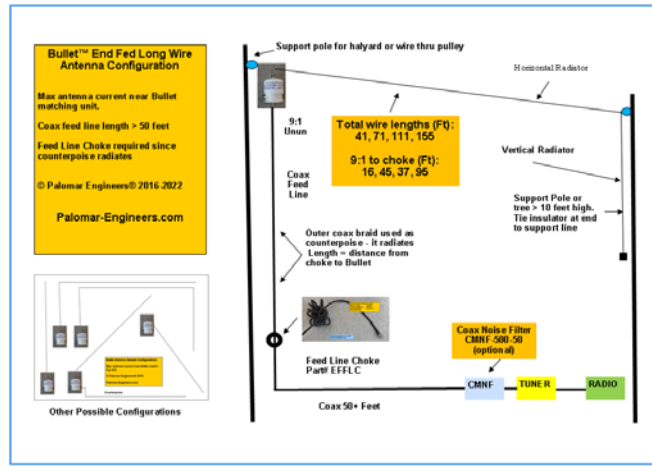 Bullet™ End Fed Long Wire
Antenna Configuration
Max antenna current near Bullet
matching unit.
Coax feed line length > 50 feet
Feed Line Choke required since
counterpoise radiates
© Palomar Engineers® 2016-2022
Palomar-Engineers.com
Other Possible Configurations
Support pole for halyard or wire thru pulley
Horizontal Radiator
9:1
Unun
Total wire lengths (Ft):
41, 71, 111, 155
9:1 to choke (Ft):
16, 45, 37, 95
Coax
Feed
Line
Vertical Radiator
Support Pole or
tree > 10 feet high.
Tie insulator at end
to support line
Outer coax braid used as
counterpoise - it radiates
Length = distance from
choke to Bullet
Feed Line Choke
Part# EFFLC
Coax Noise Filter
CMNF-500-50
(optional)
CMNF
TUNER
RADIO
Coax 50+ Feet